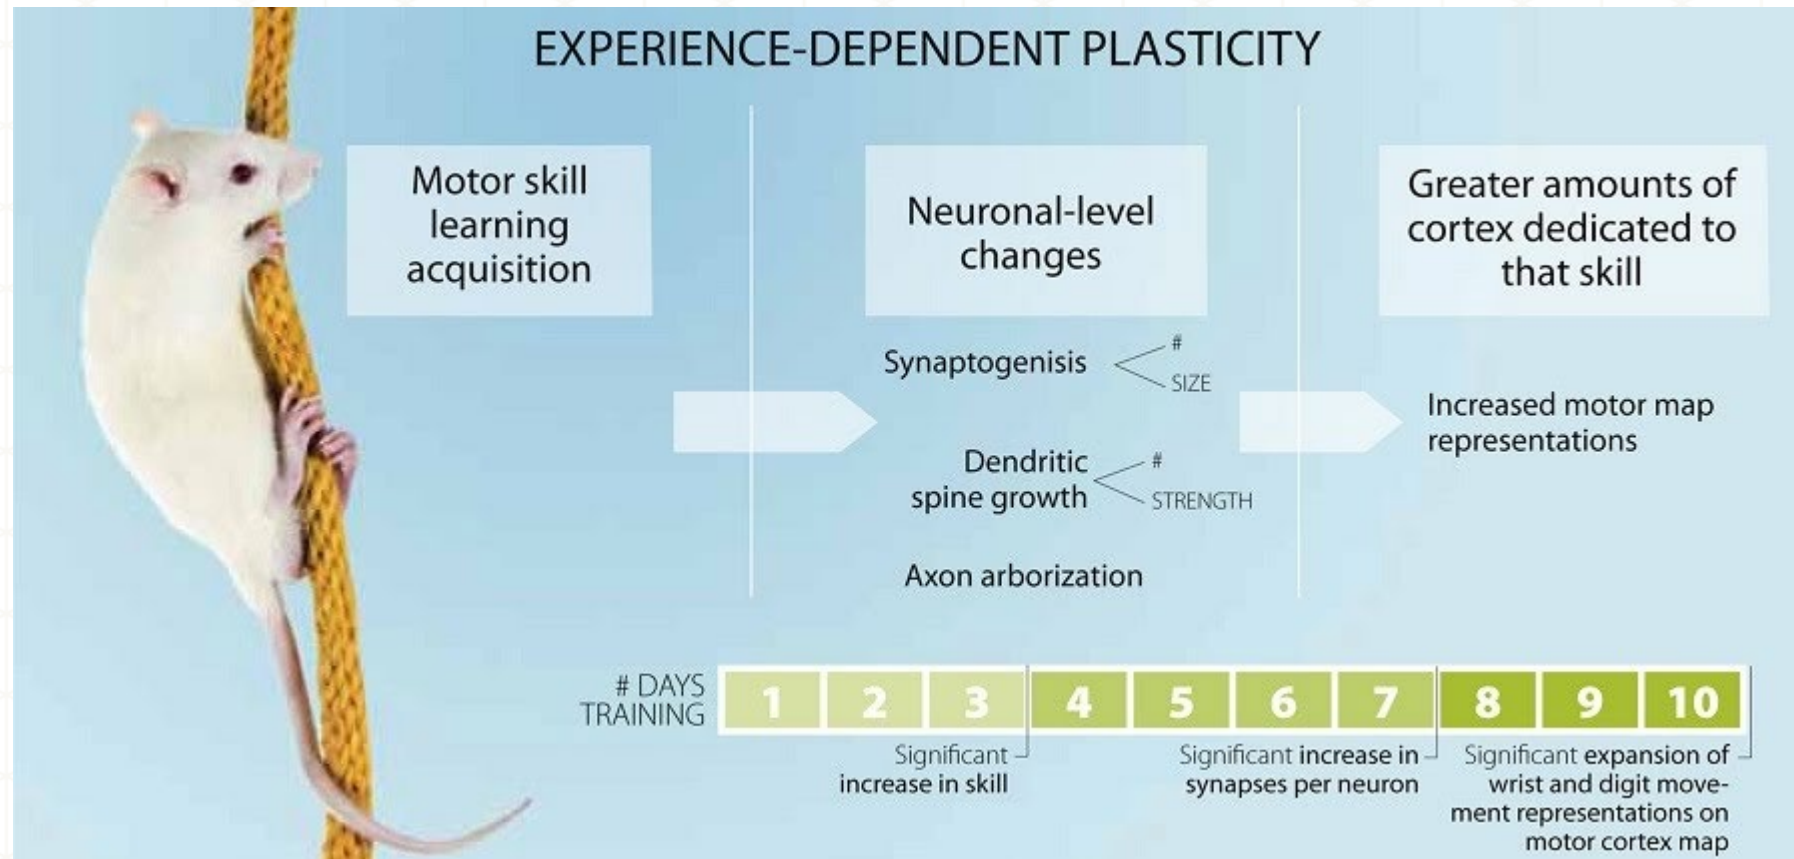 EXPERIENCE-DEPENDENT PLASTICITY
Motor skill
learning
acquisition
Neuronal-level
changes
Synaptogenisis
#
SIZE
Dendritic
spine growth
#
STRENGTH
Axon arborization
Greater amounts of
cortex dedicated to
that skill
Increased motor map
representations
# DAYS
TRAINING
1 2 3 4 5 6 7 8 9 10
Significant
increase in skill
Significant increase in
synapses per neuron
Significant expansion of
wrist and digit move-
ment representations on
motor cortex map